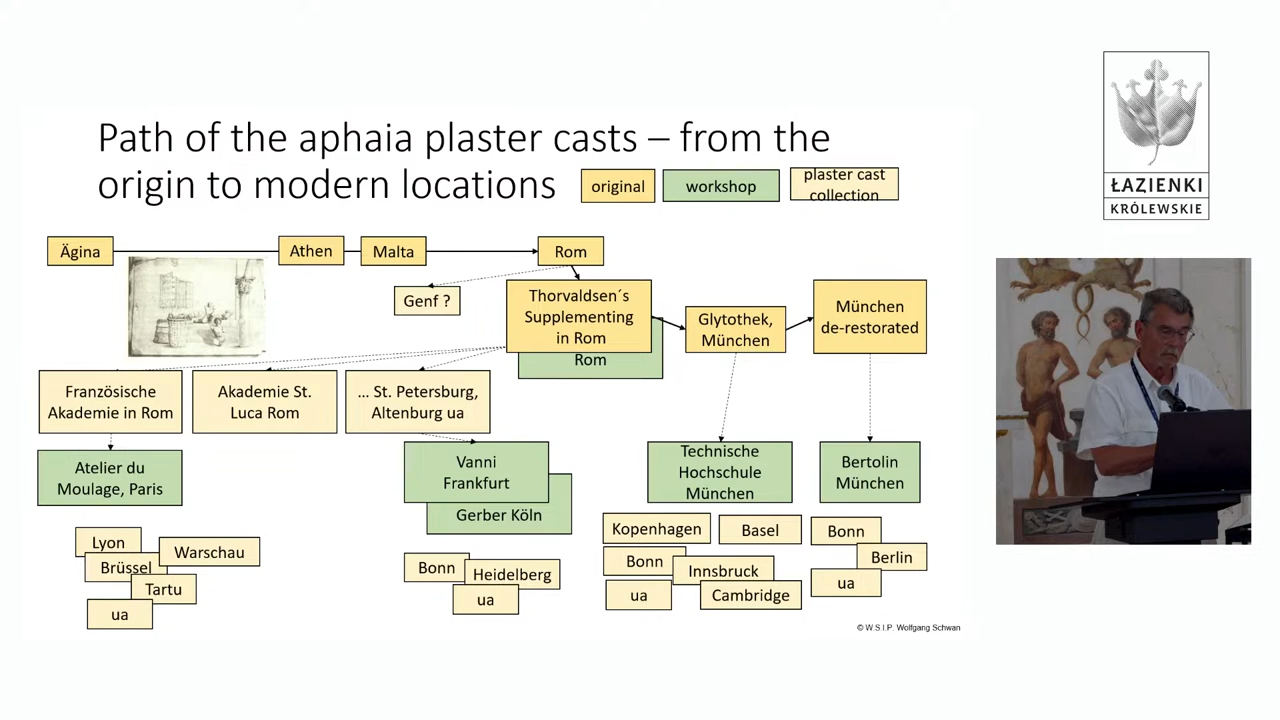 Path of the aphaia plaster casts – from the
origin to modern locations
original
workshop
plaster cast
collection
ŁAZIENKI
KRÓLEWSKIE
Ägina
Athen
Malta
Rom
Genf ?
Thorvaldsen´s
Supplementing
in Rom
Rom
Glytothek,
München
München
de-restorated
Französische
Akademie in Rom
Akademie St.
Luca Rom
... St. Petersburg,
Altenburg ua
Atelier du
Moulage, Paris
Vanni
Frankfurt
Gerber Köln
Technische
Hochschule
München
Bertolin
München
Lyon
Brüssel
Warschau
Tartu
ua
Bonn
Heidelberg
ua
Kopenhagen
Basel
Bonn
Innsbruck
ua
Cambridge
Bonn
Berlin
ua
© W.S.I.P. Wolfgang Schwan